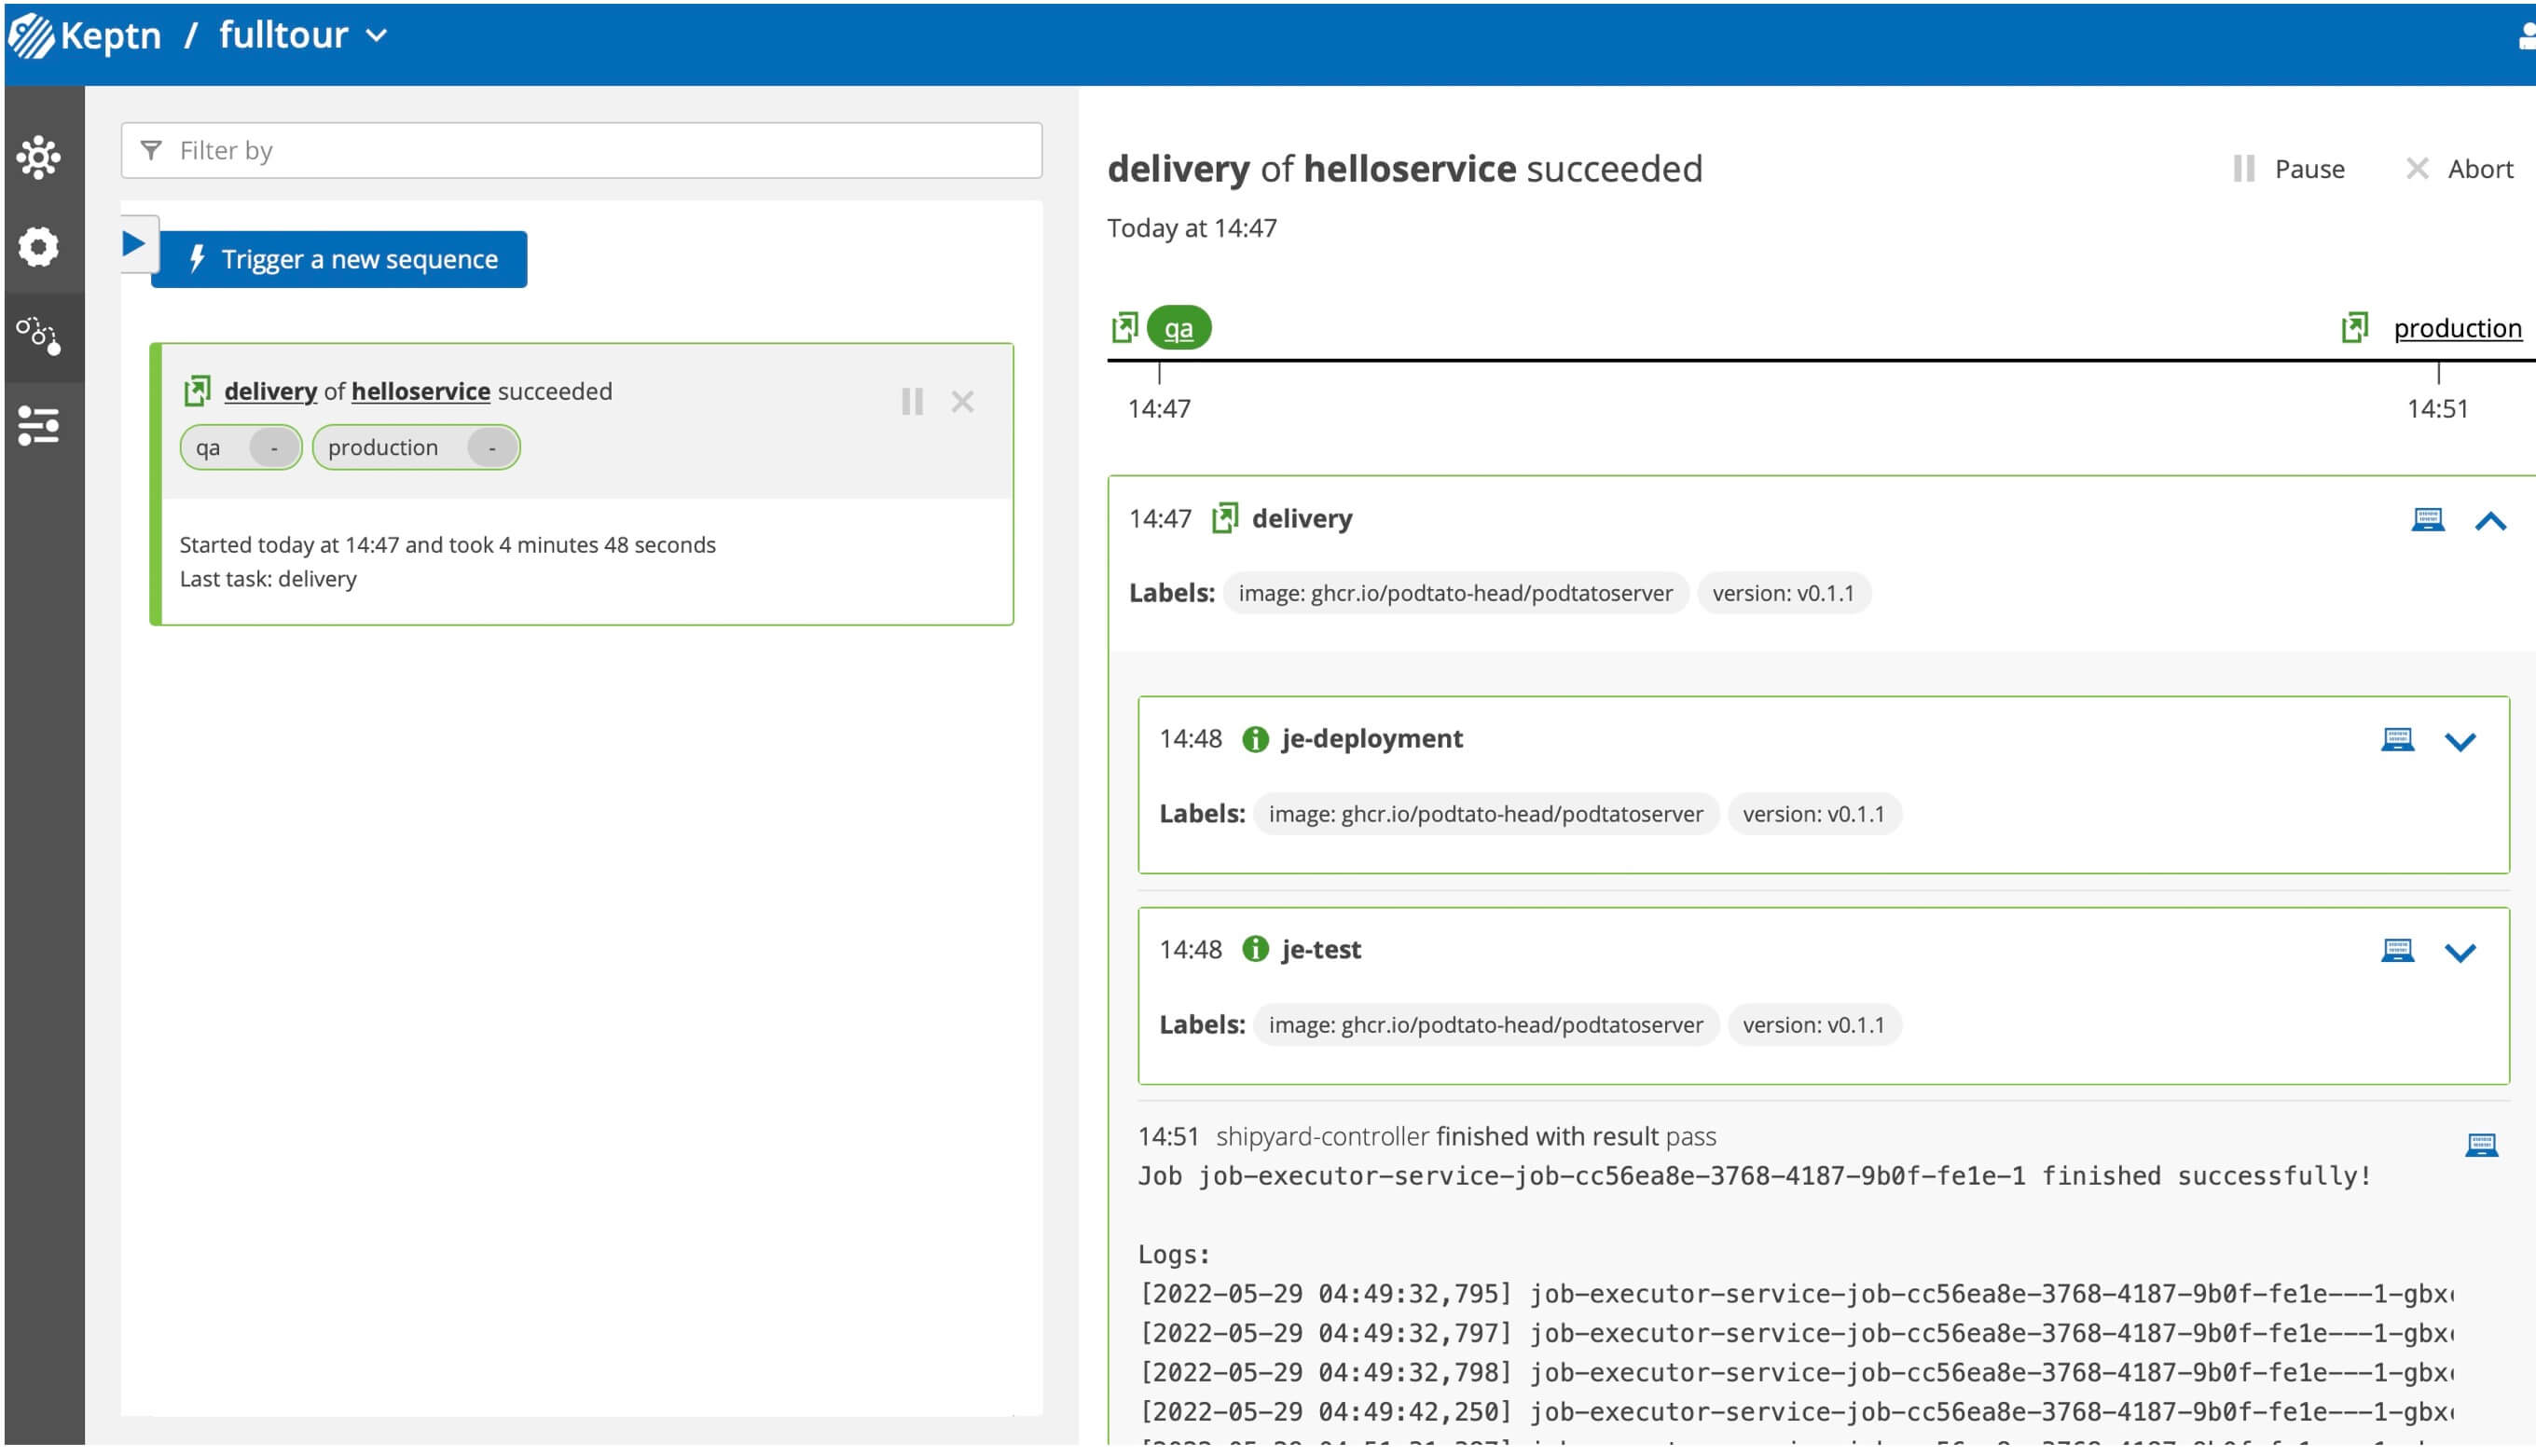 Keptn / fulltour
Filter by
Trigger a new sequence
delivery of helloservice succeeded
qa - production -
Started today at 14:47 and took 4 minutes 48 seconds
Last task: delivery
delivery of helloservice succeeded
Pause Abort
Today at 14:47
qa production
14:47 14:51
14:47 delivery
Labels: image: ghcr.io/podtato-head/podtatoserver version: v0.1.1
14:48 je-deployment
Labels: image: ghcr.io/podtato-head/podtatoserver version: v0.1.1
14:48 je-test
Labels: image: ghcr.io/podtato-head/podtatoserver version: v0.1.1
14:51 shipyard-controller finished with result pass
Job job-executor-service-job-cc56ea8e-3768-4187-9b0f-fe1e-1 finished successfully!
Logs:
[2022-05-29 04:49:32,795] job-executor-service-job-cc56ea8e-3768-4187-9b0f-fe1e---1-gbx
[2022-05-29 04:49:32,797] job-executor-service-job-cc56ea8e-3768-4187-9b0f-fe1e---1-gbx
[2022-05-29 04:49:32,798] job-executor-service-job-cc56ea8e-3768-4187-9b0f-fe1e---1-gbx
[2022-05-29 04:49:42,250] job-executor-service-job-cc56ea8e-3768-4187-9b0f-fe1e---1-gbx